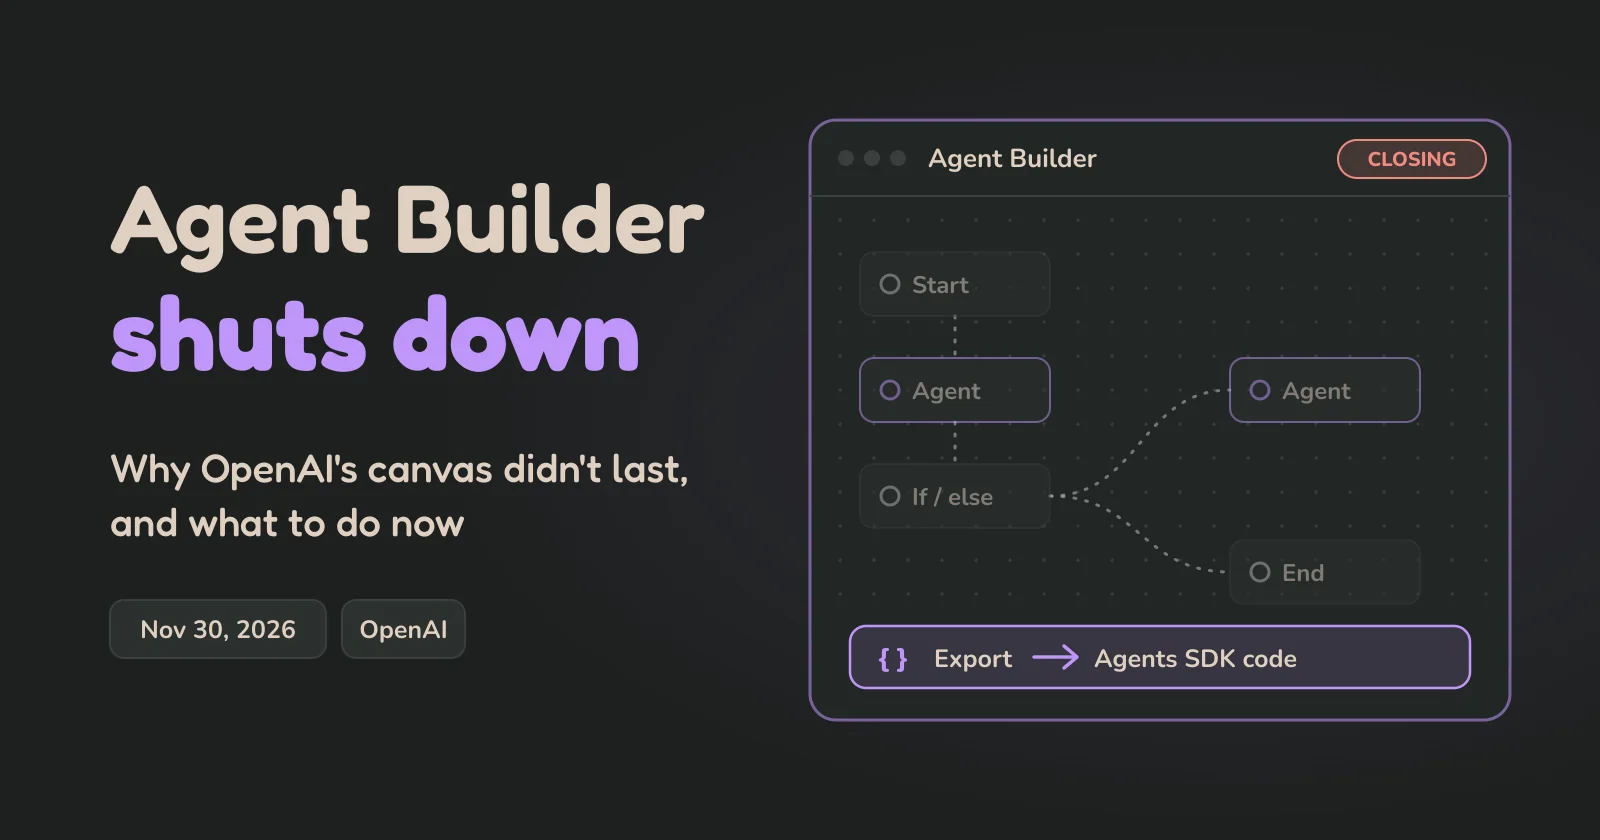 Agent Builder
shuts down
Why OpenAI's canvas didn't last,
and what to do now
Nov 30, 2026
OpenAI
Agent Builder
CLOSING
Start
Agent
Agent
If / else
End
{ } Export → Agents SDK code